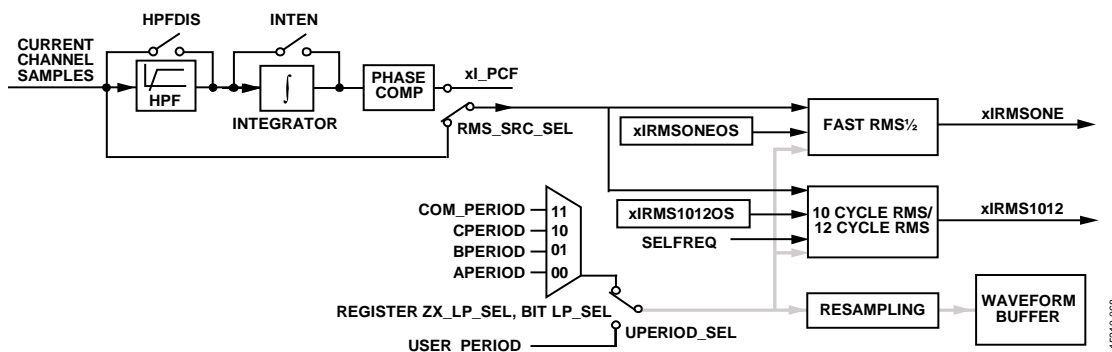 HPFDIS
INTEN
CURRENT
CHANNEL
SAMPLES
HPF
∫
INTEGRATOR
PHASE
COMP
xI_PCF
RMS_SRC_SEL
xIRMSONEOS
FAST RMS½
xIRMSONE
xIRMS1012OS
SELFREQ
10 CYCLE RMS/
12 CYCLE RMS
xIRMS1012
COM_PERIOD 11
CPERIOD 10
BPERIOD 01
APERIOD 00
REGISTER ZX_LP_SEL, BIT LP_SEL
UPERIOD_SEL
USER_PERIOD
RESAMPLING
WAVEFORM
BUFFER